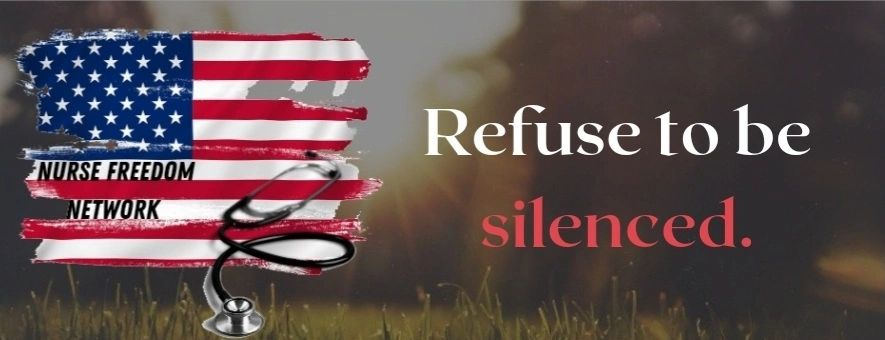 NURSE FREEDOM
NETWORK
Refuse to be
silenced.